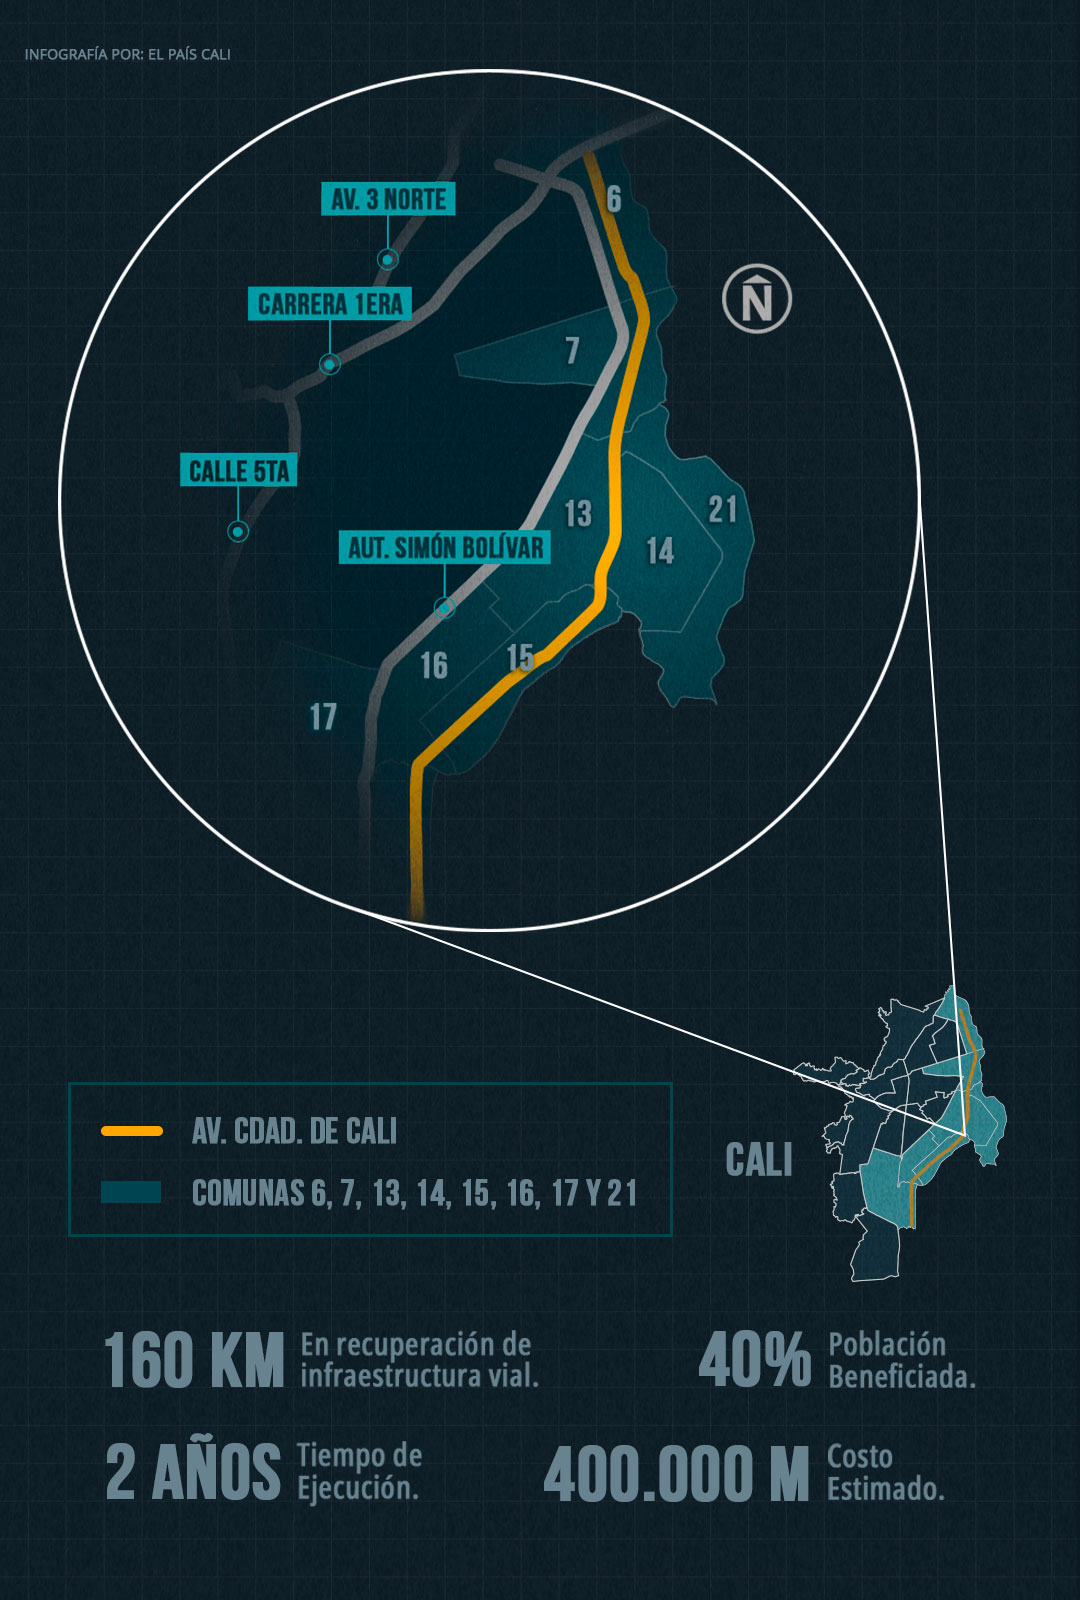 INFOGRAFÍA POR: EL PAÍS CALI
AV. 3 NORTE
6
CARRERA 1ERA
N
7
CALLE 5TA
13
21
AUT. SIMÓN BOLÍVAR
14
16
15
17
AV. CDAD. DE CALI
COMUNAS 6, 7, 13, 14, 15, 16, 17 Y 21
CALI
160 KM
En recuperación de
infraestructura vial.
40%
Población
Beneficiada.
2 AÑOS
Tiempo de
Ejecución.
400.000 M
Costo
Estimado.